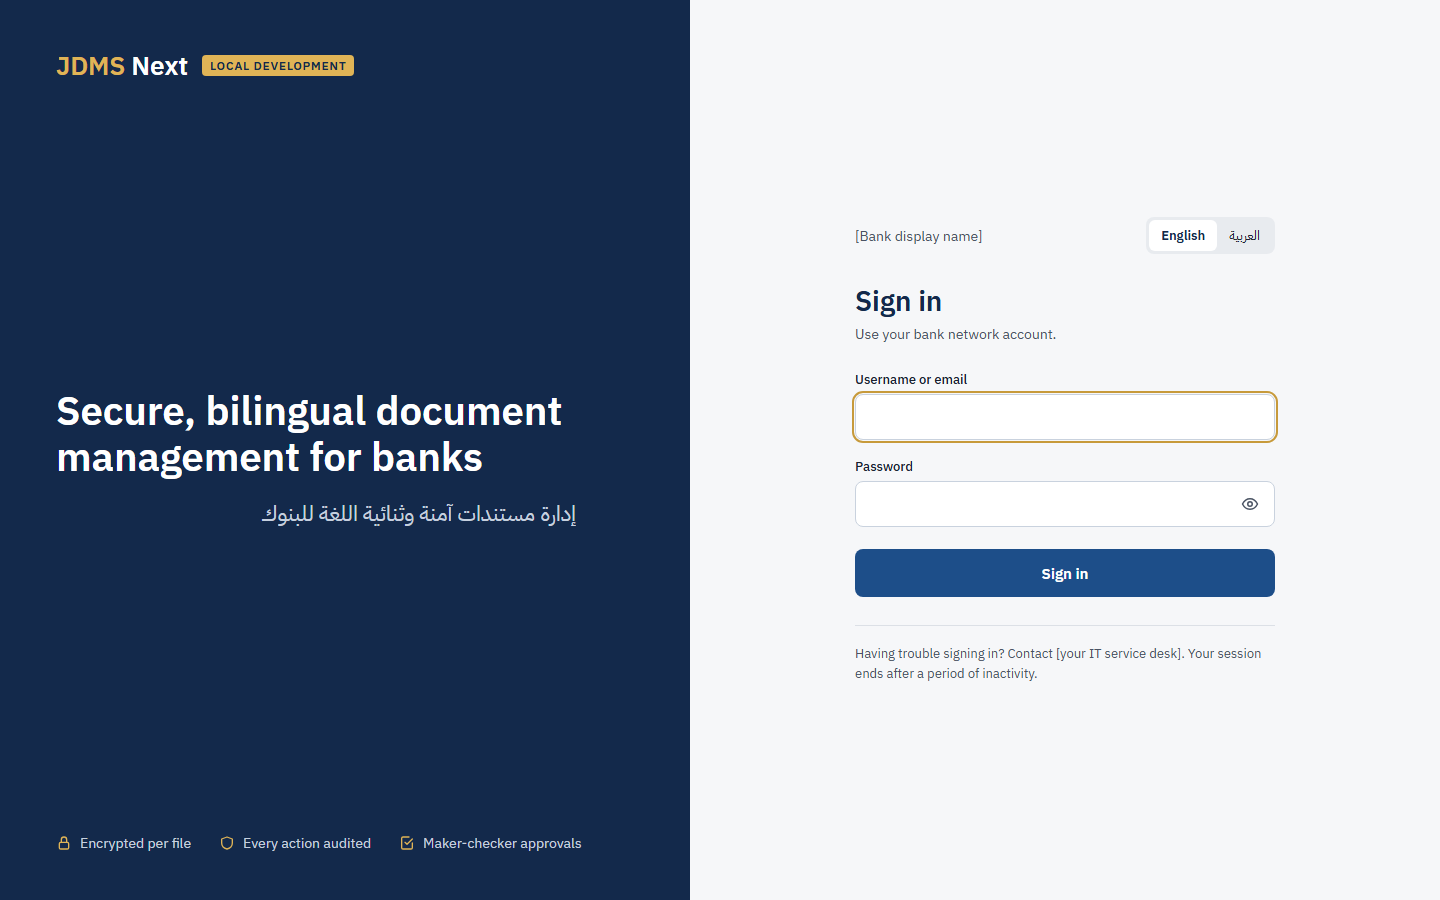 JDMS Next LOCAL DEVELOPMENT
Secure, bilingual document
management for banks
إدارة مستندات آمنة وثنائية اللغة للبنوك
Encrypted per file Every action audited Maker-checker approvals
[Bank display name] English العربية
Sign in
Use your bank network account.
Username or email
Password
Sign in
Having trouble signing in? Contact [your IT service desk]. Your session
ends after a period of inactivity.